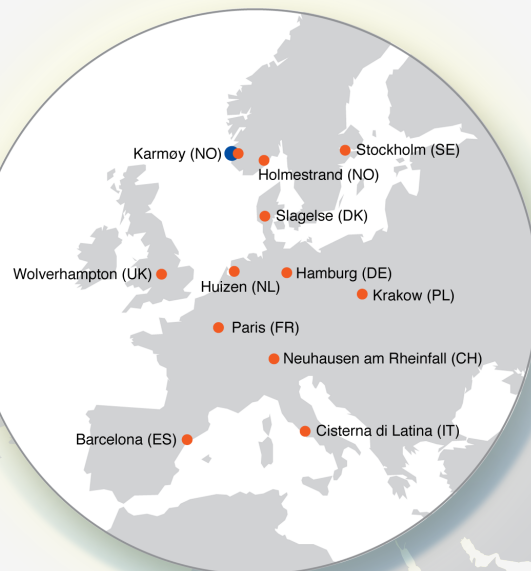 Karmøy (NO)
Stockholm (SE)
Holmestrand (NO)
Slagelse (DK)
Wolverhampton (UK)
Huizen (NL)
Hamburg (DE)
Krakow (PL)
Paris (FR)
Neuhausen am Rheinfall (CH)
Barcelona (ES)
Cisterna di Latina (IT)